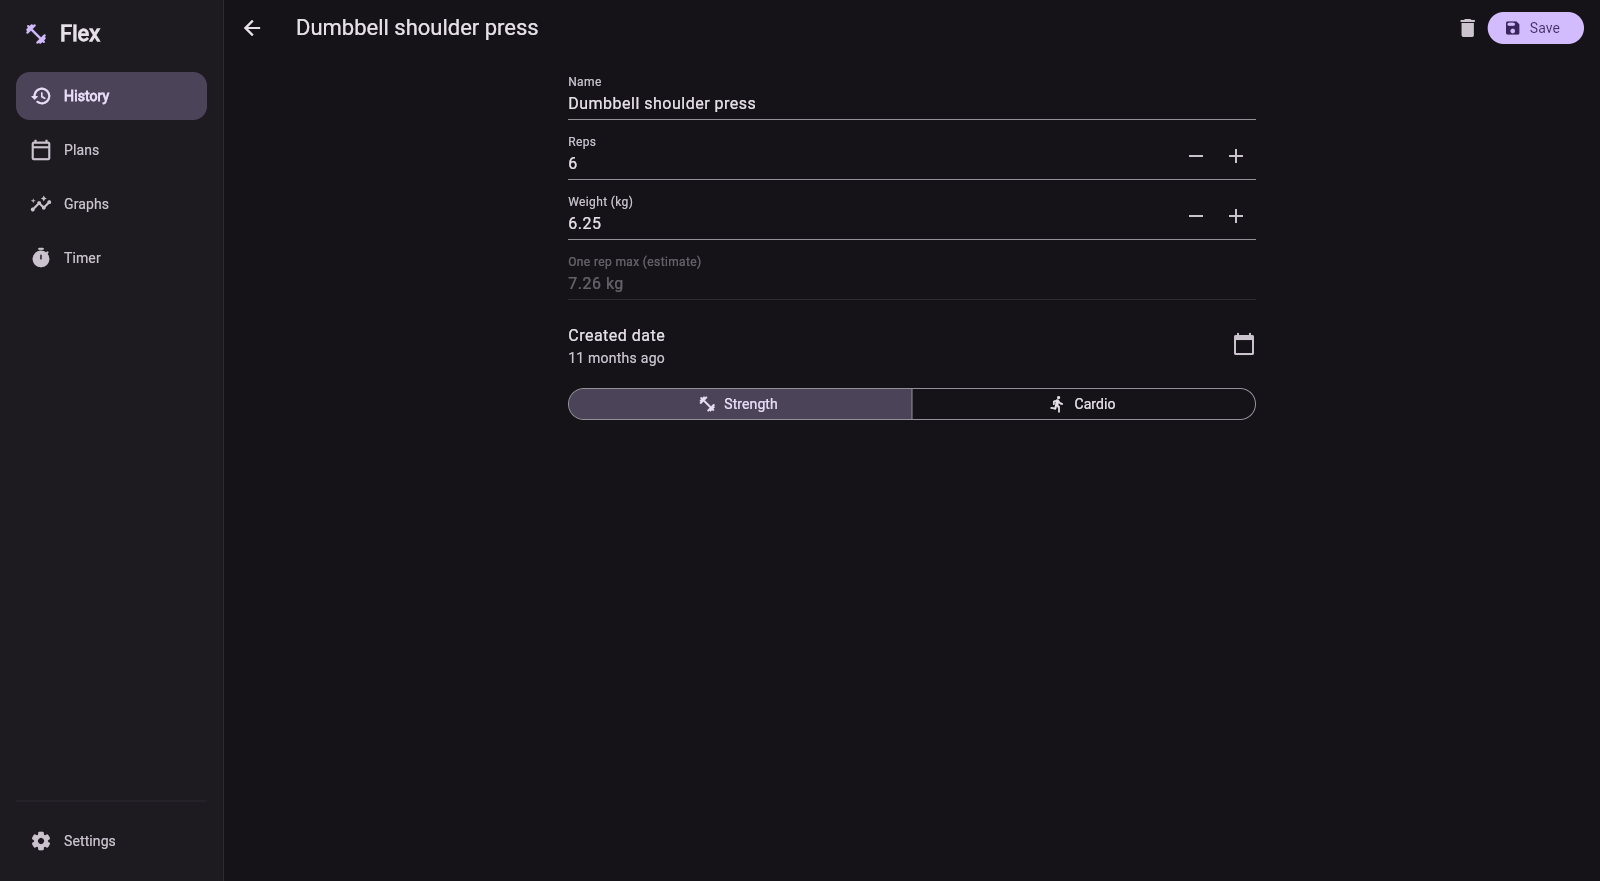 Flex
History
Plans
Graphs
Timer
Settings
Dumbbell shoulder press
Save
Name
Dumbbell shoulder press
Reps
6
Weight (kg)
6.25
One rep max (estimate)
7.26 kg
Created date
11 months ago
Strength
Cardio